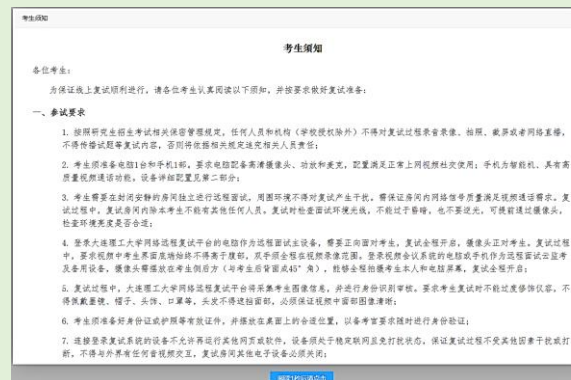 考生须知
考生须知
各位考生:
为保证线上复试顺利进行，请各位考生认真阅读以下须知，并按要求做好复试准备:
一、参试要求
1. 按照研究生招生考试相关保密管理规定，任何人员和机构（学校授权除外）不得对复试过程录音录像、拍照、截屏或者网络直播，
不得传播试题等复试内容，否则将依据相关规定追究相关人员责任;
2. 考生须准备电脑1台和手机1部，要求电脑配备高清摄像头、功放和麦克，配置满足正常上网视频社交使用; 手机为智能机、具有高
质量视频通话功能，设备详细配置见第二部分;
3. 考生需要在封闭安静的房间独立进行远程面试，周围环境不得对复试产生干扰，需保证房间内网络信号质量满足视频通话需求。复
试过程中，复试房间内除本考生不能有其他任何人员。复试时检查面试环境光线，不能过于昏暗，也不要逆光，可提前通过摄像头，
检查环境亮度是否合适;
4. 登录大连理工大学网络远程复试平台的电脑作为远程面试主设备，需要正向面对考生，复试全程开启，摄像头正对考生。复试过程
中，要求视频中考生界面底端始终不得高于腹部，双手须全程在视频录像范围。登录视频会议系统的电脑或手机作为远程面试云监考
及备用设备，摄像头需摆放在考生侧后方（与考生后背面成45°角），能够全程拍摄考生本人和电脑屏幕，复试全程开启;
5. 复试过程中，大连理工大学网络远程复试平台将采集考生图像信息，并进行身份识别审核。要求考生复试时不能过度修饰仪容，不
得佩戴墨镜、帽子、头饰、口罩等，头发不得遮挡面部，必须保证视频中面部图像清晰;
6. 考生须准备好身份证或护照等有效证件，并摆放在桌面上的合适位置，以备考官要求随时进行身份验证;
7. 连接登录复试系统的设备不允许再运行其他网页或软件，设备须处于稳定联网且免打扰状态，保证复试过程不受其他因素干扰或打
断，不得与外界有任何音视频交互，复试房间其他电子设备必须关闭;